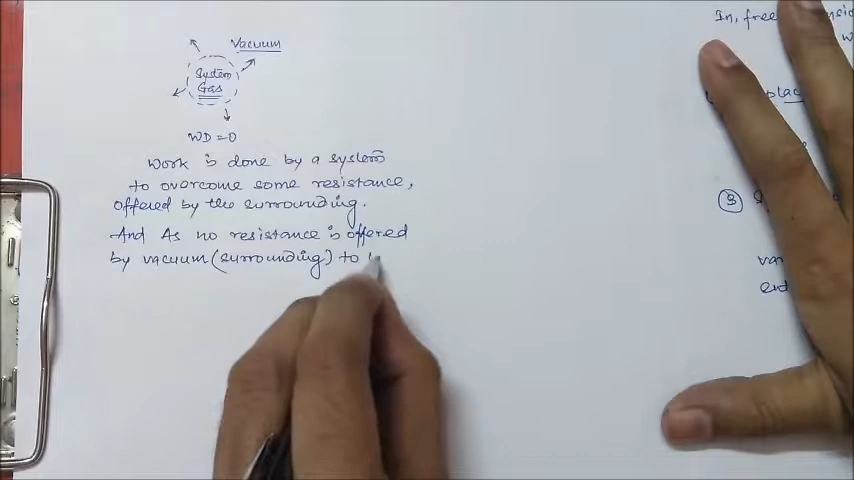 Vacuum
System
Gas
WD=0
Work is done by a system
to overcome some resistance,
offered by the surrounding.
And As no resistance is offered
by vacuum (surrounding) to
In, free
③